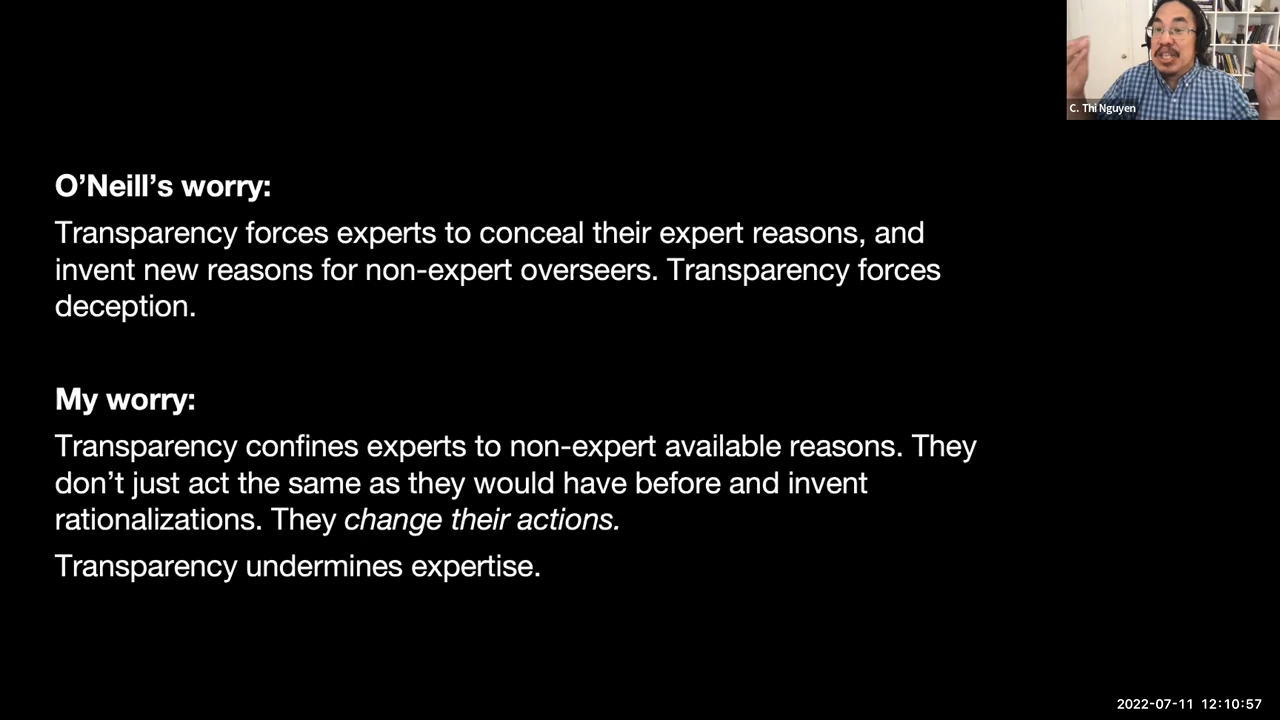 C. Thi Nguyen
O’Neill’s worry:
Transparency forces experts to conceal their expert reasons, and
invent new reasons for non-expert overseers. Transparency forces
deception.
My worry:
Transparency confines experts to non-expert available reasons. They
don’t just act the same as they would have before and invent
rationalizations. They change their actions.
Transparency undermines expertise.
2022-07-11 12:10:57